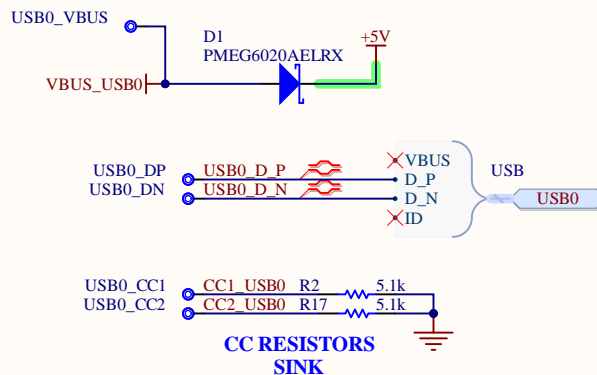 USB0_VBUS
D1
PMEG6020AELRX
+5V
VBUS_USB0
USB0_DP
USB0_D_P
USB0_DN
USB0_D_N
VBUS
D_P
D_N
ID
USB
USB0
USB0_CC1
CC1_USB0 R2 5.1k
USB0_CC2
CC2_USB0 R17 5.1k
CC RESISTORS
SINK